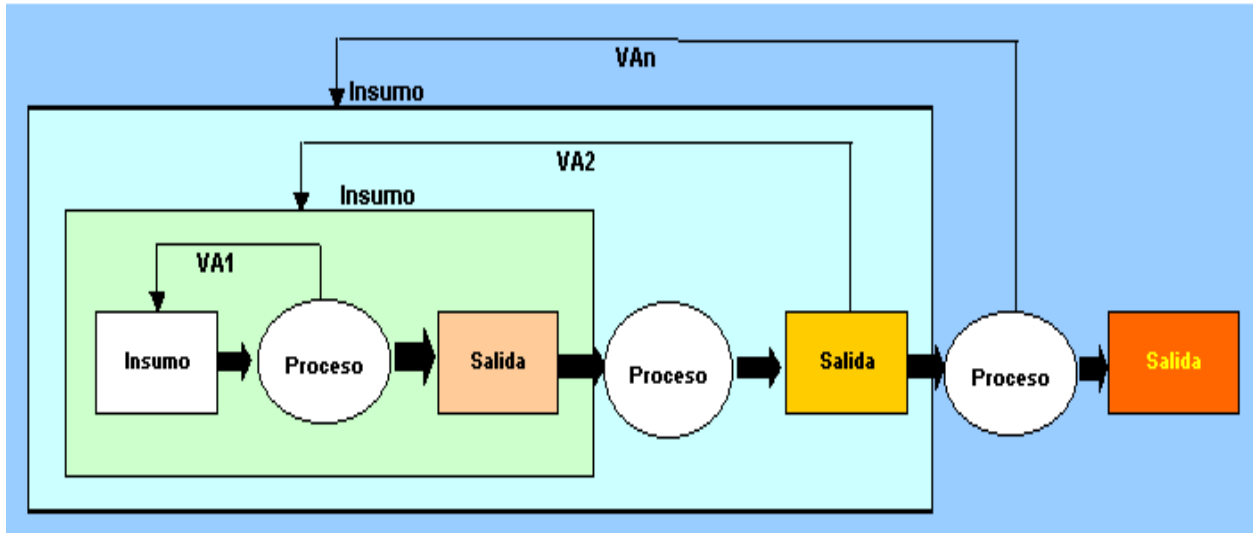 VAn
Insumo
VA2
Insumo
VA1
Insumo
Proceso
Salida
Proceso
Salida
Proceso
Salida